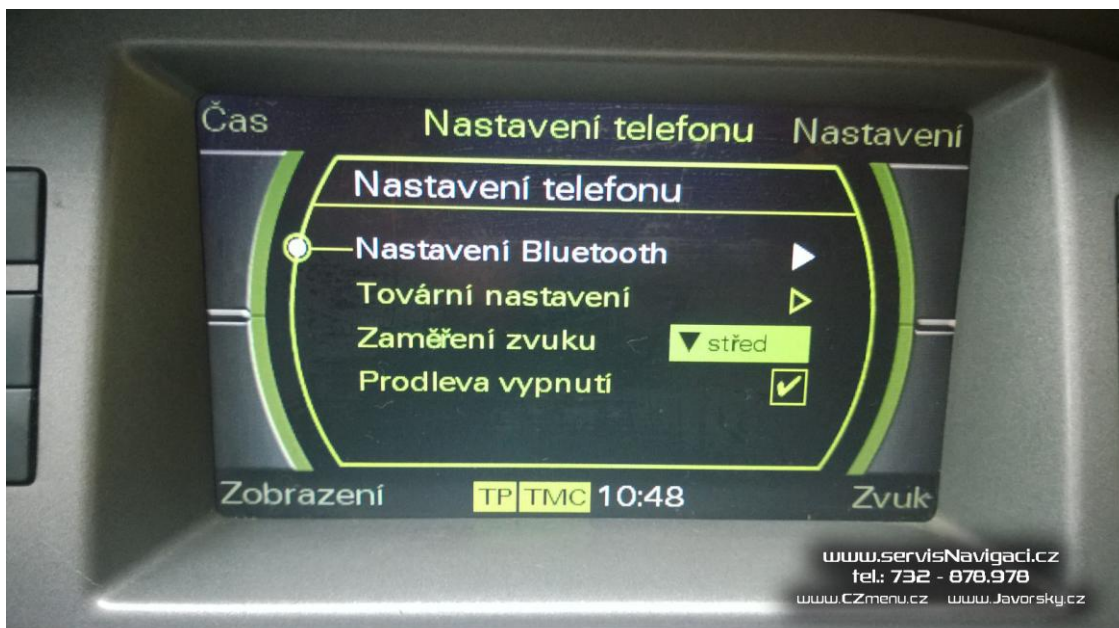 Čas Nastavení telefonu Nastavení
Nastavení telefonu
Nastavení Bluetooth
Tovární nastavení
Zaměření zvuku střed
Prodleva vypnutí
Zobrazení TP TMC 10:48 Zvuk
www.servisNavigaci.cz
tel.: 732 - 878.978
www.CZmenu.cz www.Javorsky.cz